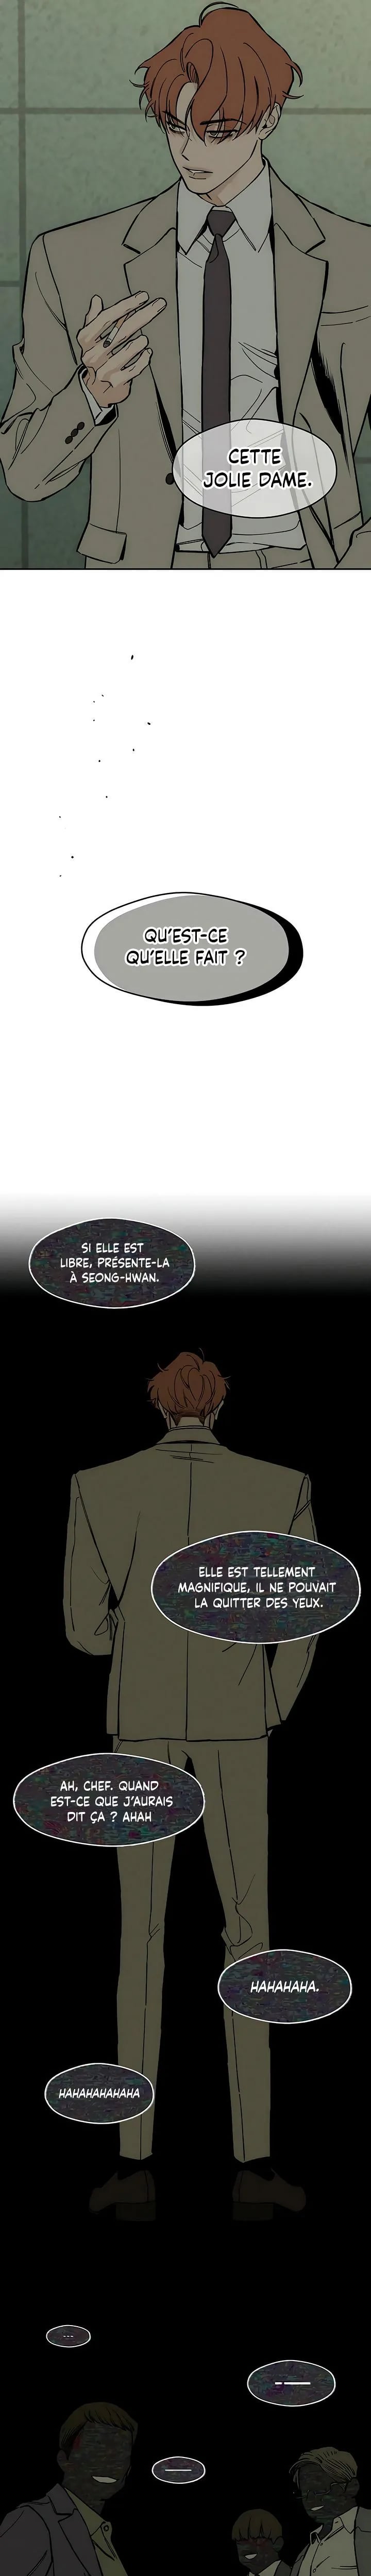 CETTE
JOLIE DAME.
QU'EST-CE
QU'ELLE FAIT ?
SI ELLE EST
LIBRE, PRÉSENTE-LA
À SEONG-HWAN.
ELLE EST TELLEMENT
MAGNIFIQUE, IL NE POUVAIT
LA QUITTER DES YEUX.
AH, CHEF. QUAND
EST-CE QUE J'AURAIS
DIT ÇA ? AHAH
HAHAHAHA.
HAHAHAHAHAHA
...